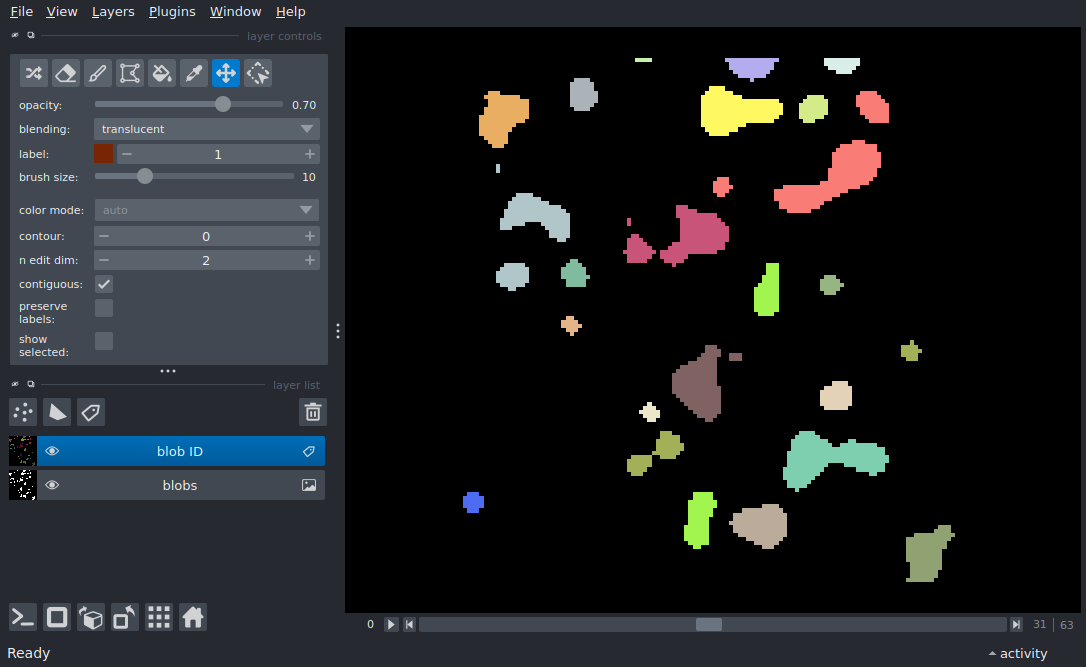 File View Layers Plugins Window Help
layer controls
opacity: 0.70
blending: translucent
label: 1
brush size: 10
color mode: auto
contour: 0
n edit dim: 2
contiguous:
preserve
labels:
show
selected:
layer list
blob ID
blobs
0 31 63
Ready activity